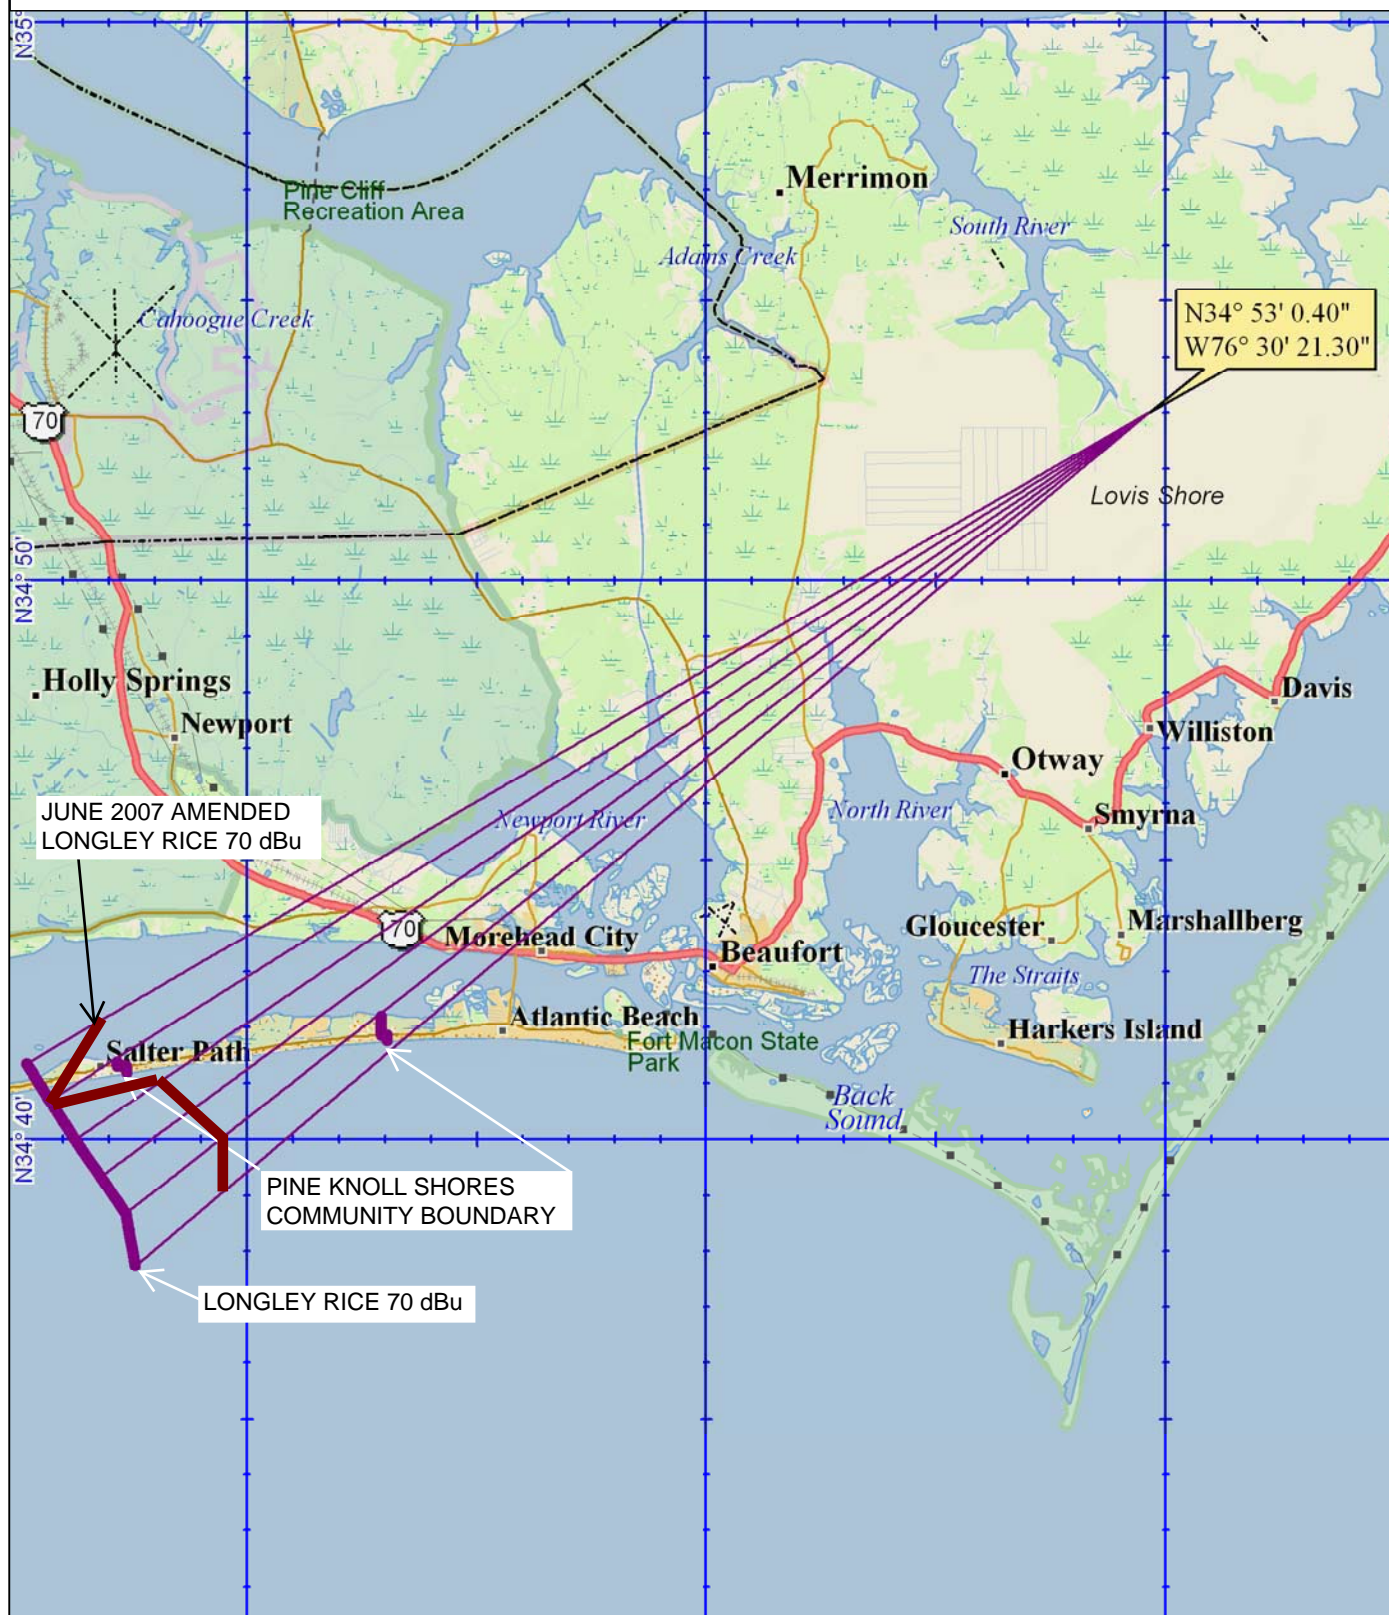 N35°
Merrimon
Pine Cliff
Recreation Area
South River
Adams Creek
Cahoogue Creek
N34° 53' 0.40"
W76° 30' 21.30"
70
Lovis Shore
N34° 50'
Holly Springs
Davis
Newport
Williston
Otway
JUNE 2007 AMENDED
LONGLEY RICE 70 dBu
Newport River
North River
Smyrna
70
Morehead City
Gloucester
Marshallberg
Beaufort
The Straits
Atlantic Beach
Harkers Island
Fort Macon State
Park
Salter Path
Back
Sound
N34° 40'
PINE KNOLL SHORES
COMMUNITY BOUNDARY
LONGLEY RICE 70 dBu